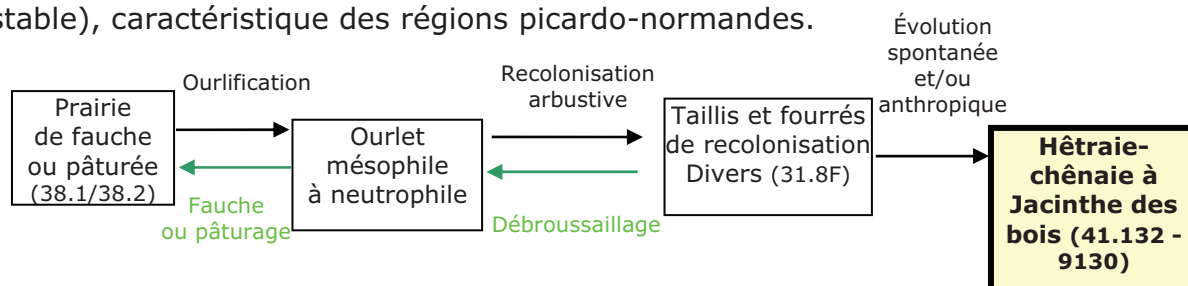 stable), caractéristique des régions picardo-normandes.
Évolution
spontanée
et/ou
anthropique
Ourlification
Recolonisation
arbustive
Prairie
de fauche
ou pâturée
(38.1/38.2)
Ourlet
mésophile
à neutrophile
Taillis et fourrés
de recolonisation
Divers (31.8F)
Hêtraie-
chênaie à
Jacinthe des
bois (41.132 -
9130)
Fauche
ou pâturage
Débroussaillage